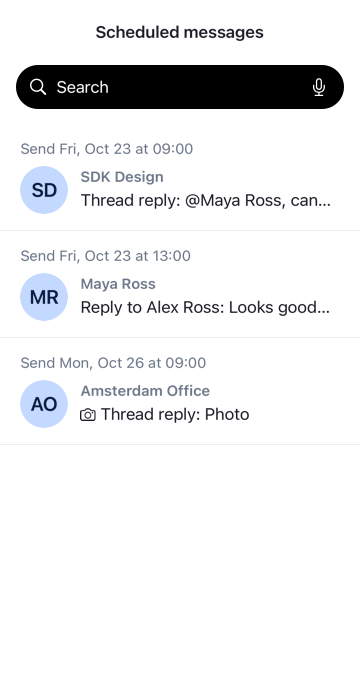 Scheduled messages
Search
Send Fri, Oct 23 at 09:00
SD
SDK Design
Thread reply: @Maya Ross, can...
Send Fri, Oct 23 at 13:00
MR
Maya Ross
Reply to Alex Ross: Looks good...
Send Mon, Oct 26 at 09:00
AO
Amsterdam Office
Thread reply: Photo